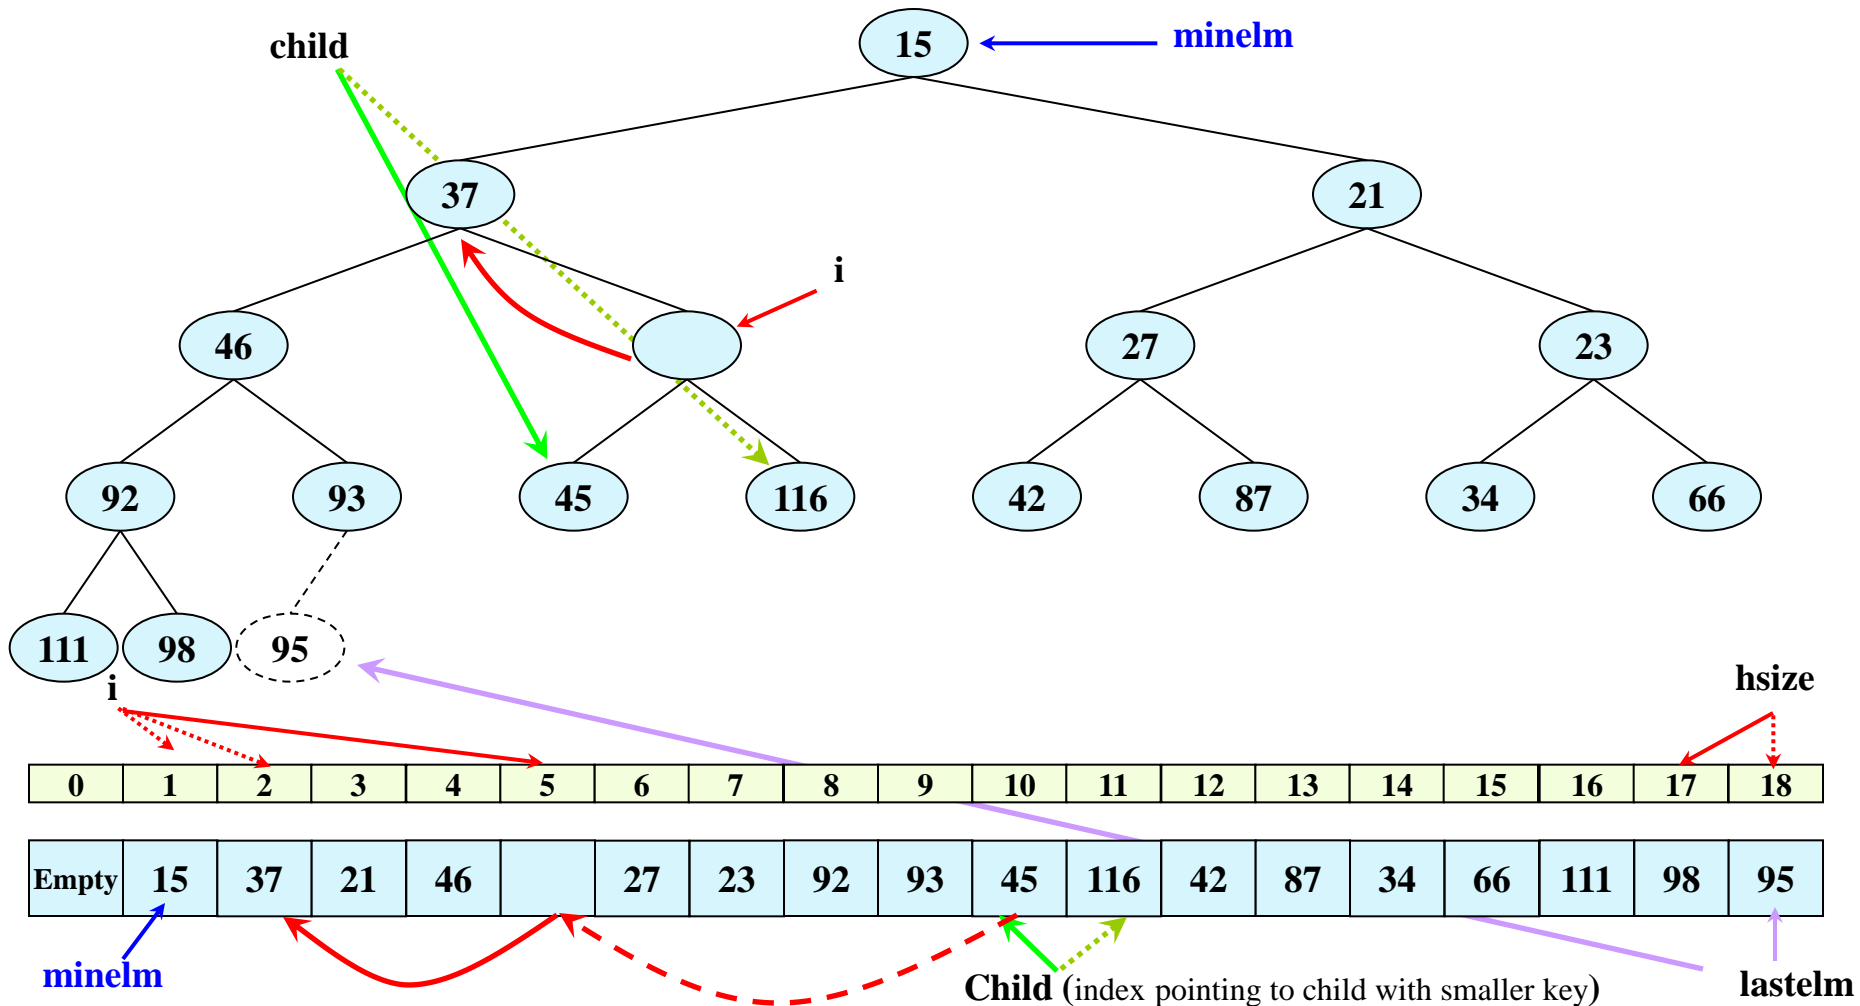 15
minelm
child
37
21
i
46
27
23
92
93
45
116
42
87
34
66
111
98
95
i
hsize
0 1 2 3 4 5 6 7 8 9 10 11 12 13 14 15 16 17 18
Empty 15 37 21 46 27 23 92 93 45 116 42 87 34 66 111 98 95
minelm
Child (index pointing to child with smaller key)
lastelm